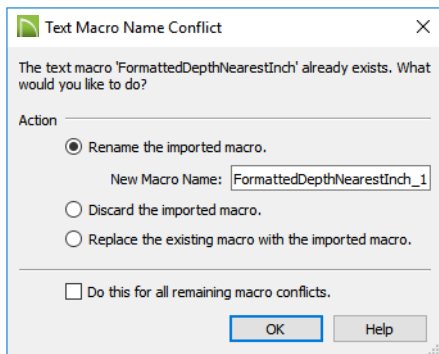 Text Macro Name Conflict
The text macro 'FormattedDepthNearestInch' already exists. What
would you like to do?
Action
Rename the imported macro.
New Macro Name: FormattedDepthNearestInch_1
Discard the imported macro.
Replace the existing macro with the imported macro.
Do this for all remaining macro conflicts.
OK Help